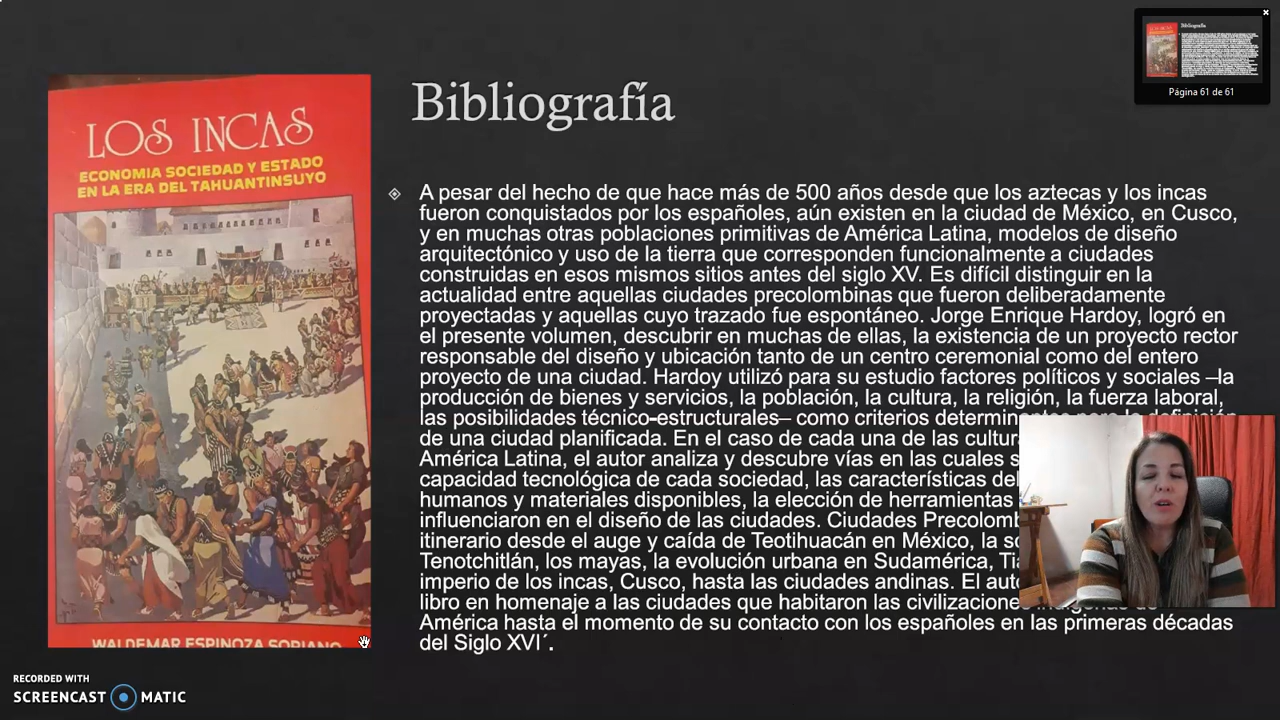 Página 61 de 61
LOS INCAS
ECONOMIA SOCIEDAD Y ESTADO
EN LA ERA DEL TAHUANTINSUYO
WALDEMAR ESPINOZA SORIANO
Bibliografía
A pesar del hecho de que hace más de 500 años desde que los aztecas y los incas
fueron conquistados por los españoles, aún existen en la ciudad de México, en Cusco,
y en muchas otras poblaciones primitivas de América Latina, modelos de diseño
arquitectónico y uso de la tierra que corresponden funcionalmente a ciudades
construidas en esos mismos sitios antes del siglo XV. Es difícil distinguir en la
actualidad entre aquellas ciudades precolombinas que fueron deliberadamente
proyectadas y aquellas cuyo trazado fue espontáneo. Jorge Enrique Hardoy, logró en
el presente volumen, descubrir en muchas de ellas, la existencia de un proyecto rector
responsable del diseño y ubicación tanto de un centro ceremonial como del entero
proyecto de una ciudad. Hardoy utilizó para su estudio factores políticos y sociales –la
producción de bienes y servicios, la población, la cultura, la religión, la fuerza laboral,
las posibilidades técnico-estructurales– como criterios determinantes para la definición
de una ciudad planificada. En el caso de cada una de las
América Latina, el autor analiza y descubre vías en las cuales
capacidad tecnológica de cada sociedad, las características
humanos y materiales disponibles, la elección de herramientas
influenciaron en el diseño de las ciudades. Ciudades
itinerario desde el auge y caída de Teotihuacán en México, la
Tenotchitlán, los mayas, la evolución urbana en Sudamérica,
imperio de los incas, Cusco, hasta las ciudades andinas. El
libro en homenaje a las ciudades que habitaron las civilizaciones indígenas de
América hasta el momento de su contacto con los españoles en las primeras décadas
del Siglo XVI´.
RECORDED WITH
SCREENCAST MATIC